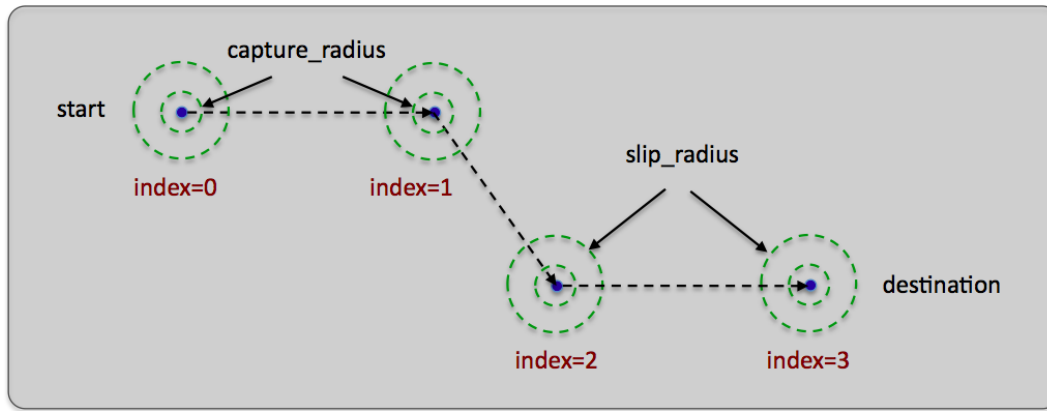 capture_radius
start
index=0
index=1
slip_radius
destination
index=2
index=3